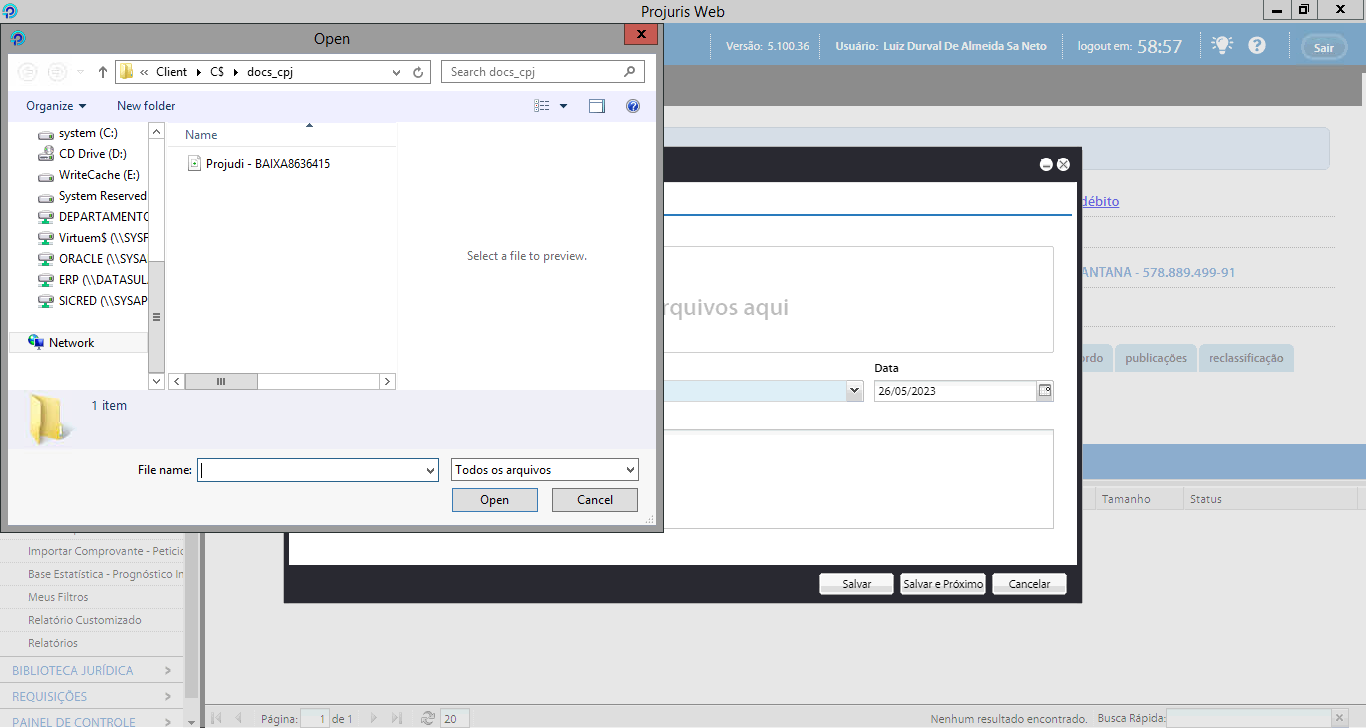 Projuris Web
Open
« Client C$ docs_cpj
Search docs_cpj
Organize
New folder
system (C:)
CD Drive (D:)
WriteCache (E:)
System Reserved
DEPARTAMENTO
Virtuem$ (\\SYSF
ORACLE (\\SYSA
ERP (\\DATASUL
SICRED (\\SYSAP
Network
Name
Projudi - BAIXA8636415
Select a file to preview.
1 item
File name:
Todos os arquivos
Open
Cancel
Versão: 5.100.36
Usuário: Luiz Durval De Almeida Sa Neto
logout em: 58:57
Sair
débito
ANTANA - 578.889.499-91
ordo
publicações
reclassificação
rquivos aqui
Data
26/05/2023
Tamanho
Status
Salvar
Salvar e Próximo
Cancelar
Importar Comprovante - Peticic
Base Estatística - Prognóstico In
Meus Filtros
Relatório Customizado
Relatórios
BIBLIOTECA JURÍDICA >
REQUISIÇÕES >
PAINEL DE CONTROLE >
Página: 1 de 1
20
Nenhum resultado encontrado.
Busca Rápida: